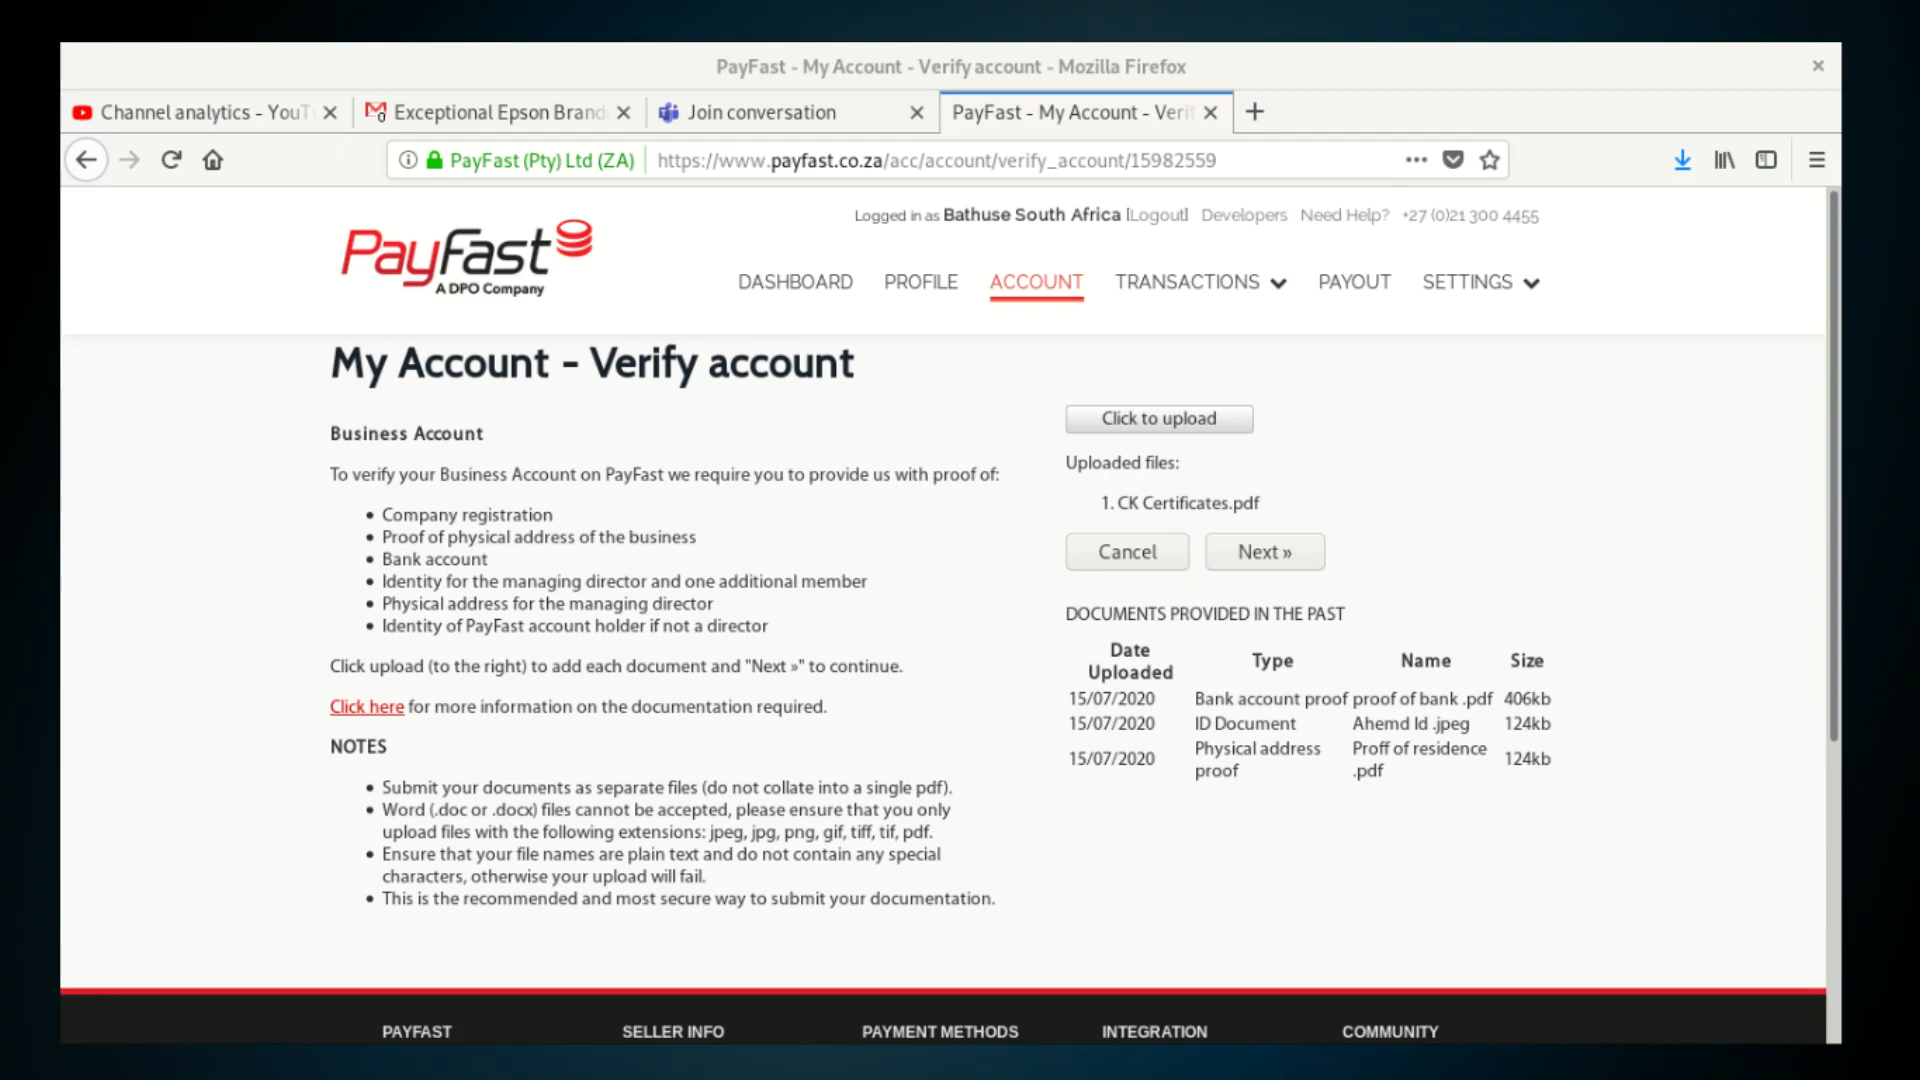 PayFast - My Account - Verify account - Mozilla Firefox
Channel analytics - YouT
Exceptional Epson Brand
Join conversation
PayFast - My Account - Veri
PayFast (Pty) Ltd (ZA)
https://www.payfast.co.za/acc/account/verify_account/15982559
Logged in as Bathuse South Africa [Logout] Developers Need Help? +27 (0)21 300 4455
PayFast
A DPO Company
DASHBOARD PROFILE ACCOUNT TRANSACTIONS PAYOUT SETTINGS
My Account - Verify account
Business Account
To verify your Business Account on PayFast we require you to provide us with proof of:
• Company registration
• Proof of physical address of the business
• Bank account
• Identity for the managing director and one additional member
• Physical address for the managing director
• Identity of PayFast account holder if not a director
Click upload (to the right) to add each document and "Next »" to continue.
Click here for more information on the documentation required.
NOTES
• Submit your documents as separate files (do not collate into a single pdf).
• Word (.doc or .docx) files cannot be accepted, please ensure that you only
upload files with the following extensions: jpeg, jpg, png, gif, tiff, tif, pdf.
• Ensure that your file names are plain text and do not contain any special
characters, otherwise your upload will fail.
• This is the recommended and most secure way to submit your documentation.
Click to upload
Uploaded files:
1. CK Certificates.pdf
Cancel Next »
DOCUMENTS PROVIDED IN THE PAST
Date
Uploaded Type Name Size
15/07/2020 Bank account proof proof of bank .pdf 406kb
15/07/2020 ID Document Ahemd Id .jpeg 124kb
15/07/2020 Physical address Proff of residence 124kb
proof .pdf
PAYFAST SELLER INFO PAYMENT METHODS INTEGRATION COMMUNITY